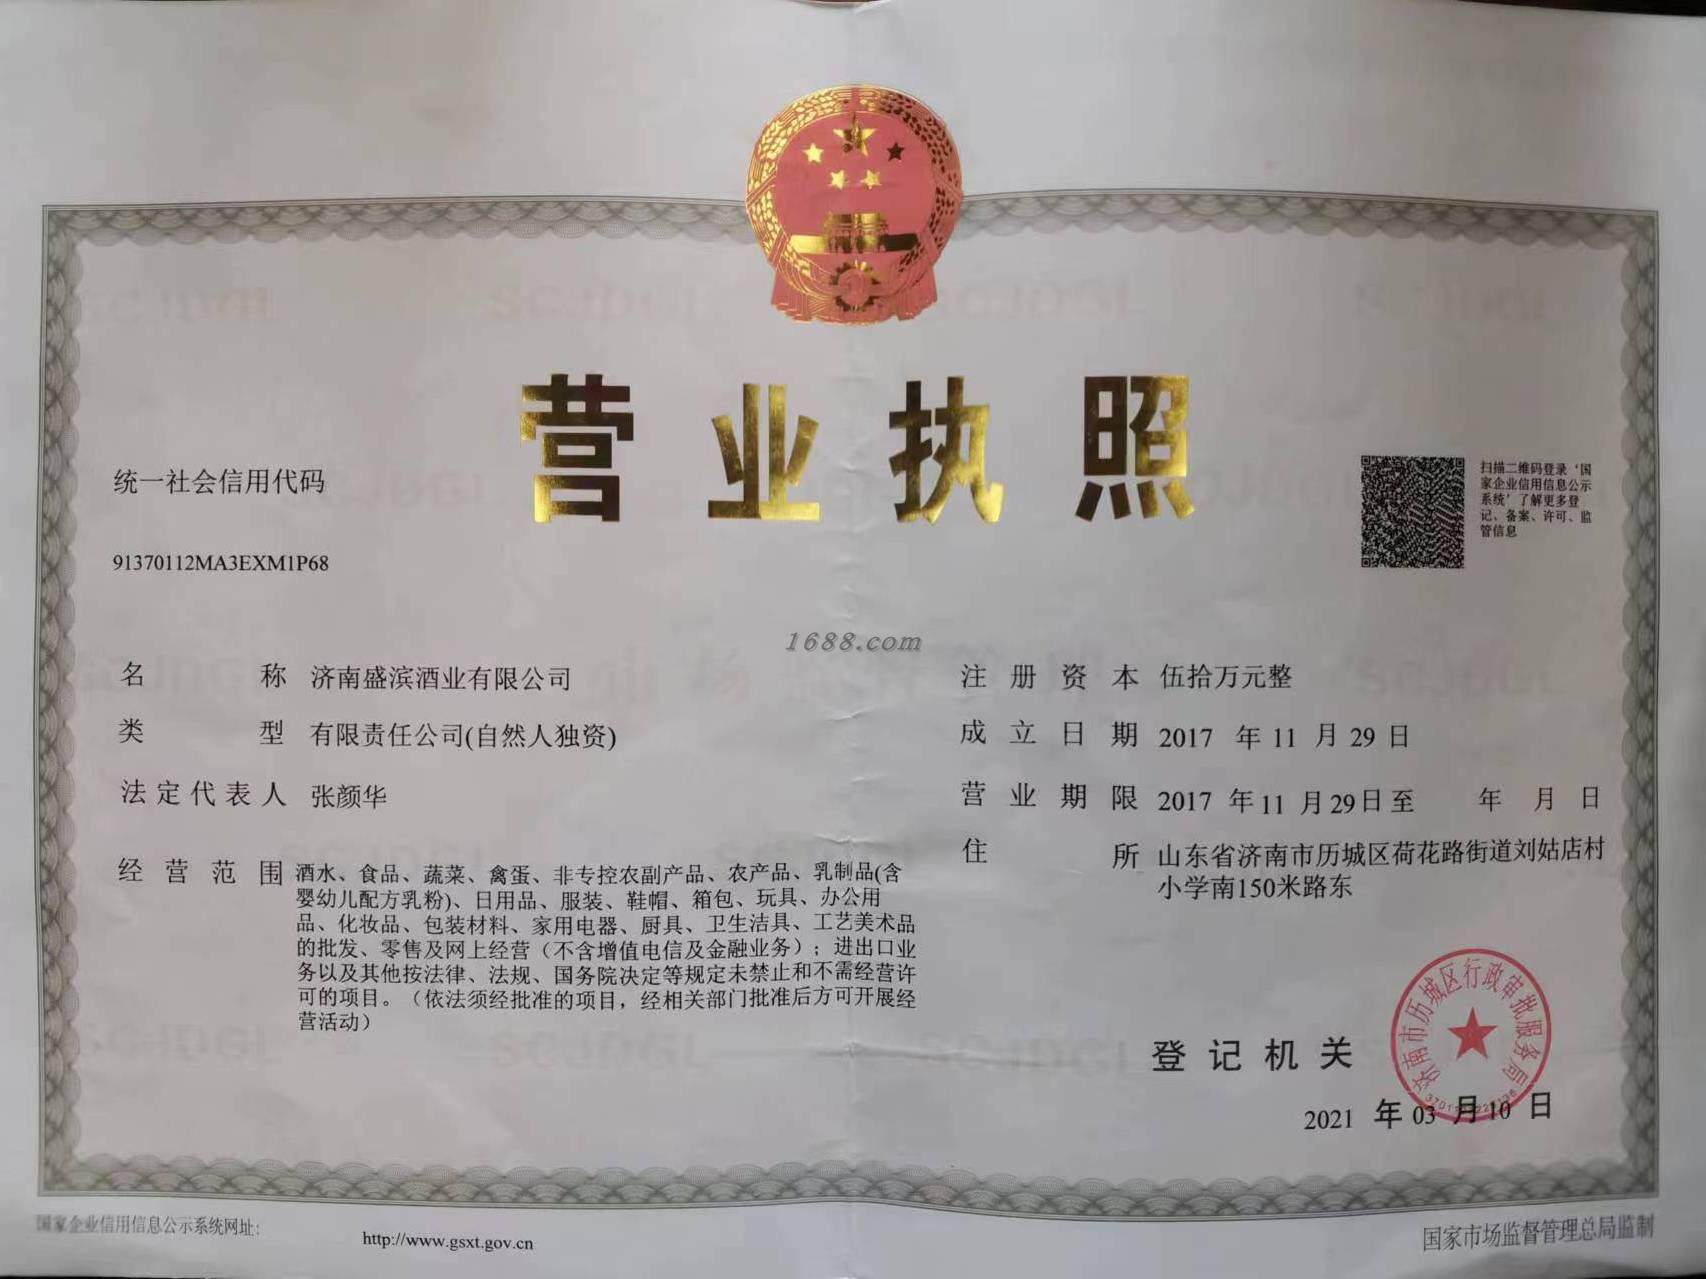 营业执照
统一社会信用代码
91370112MA3EXM1P68
扫描二维码登录‘国
家企业信用信息公示
系统’了解更多登
记、备案、许可、监
管信息
1688.com
名称 济南盛滨酒业有限公司
类型 有限责任公司(自然人独资)
法定代表人 张颜华
经营范围 酒水、食品、蔬菜、禽蛋、非专控农副产品、农产品、乳制品(含
婴幼儿配方乳粉)、日用品、服装、鞋帽、箱包、玩具、办公用
品、化妆品、包装材料、家用电器、厨具、卫生洁具、工艺美术品
的批发、零售及网上经营（不含增值电信及金融业务）；进出口业
务以及其他按法律、法规、国务院决定等规定未禁止和不需经营许
可的项目。（依法须经批准的项目，经相关部门批准后方可开展经
营活动）
注册资本 伍拾万元整
成立日期 2017 年 11 月 29 日
营业期限 2017 年 11 月 29 日至 年 月 日
住所 山东省济南市历城区荷花路街道刘姑店村
小学南150米路东
登记机关
济南市历城区行政审批服务局
2021 年 03 月 10 日
国家企业信用信息公示系统网址：
http://www.gsxt.gov.cn
国家市场监督管理总局监制